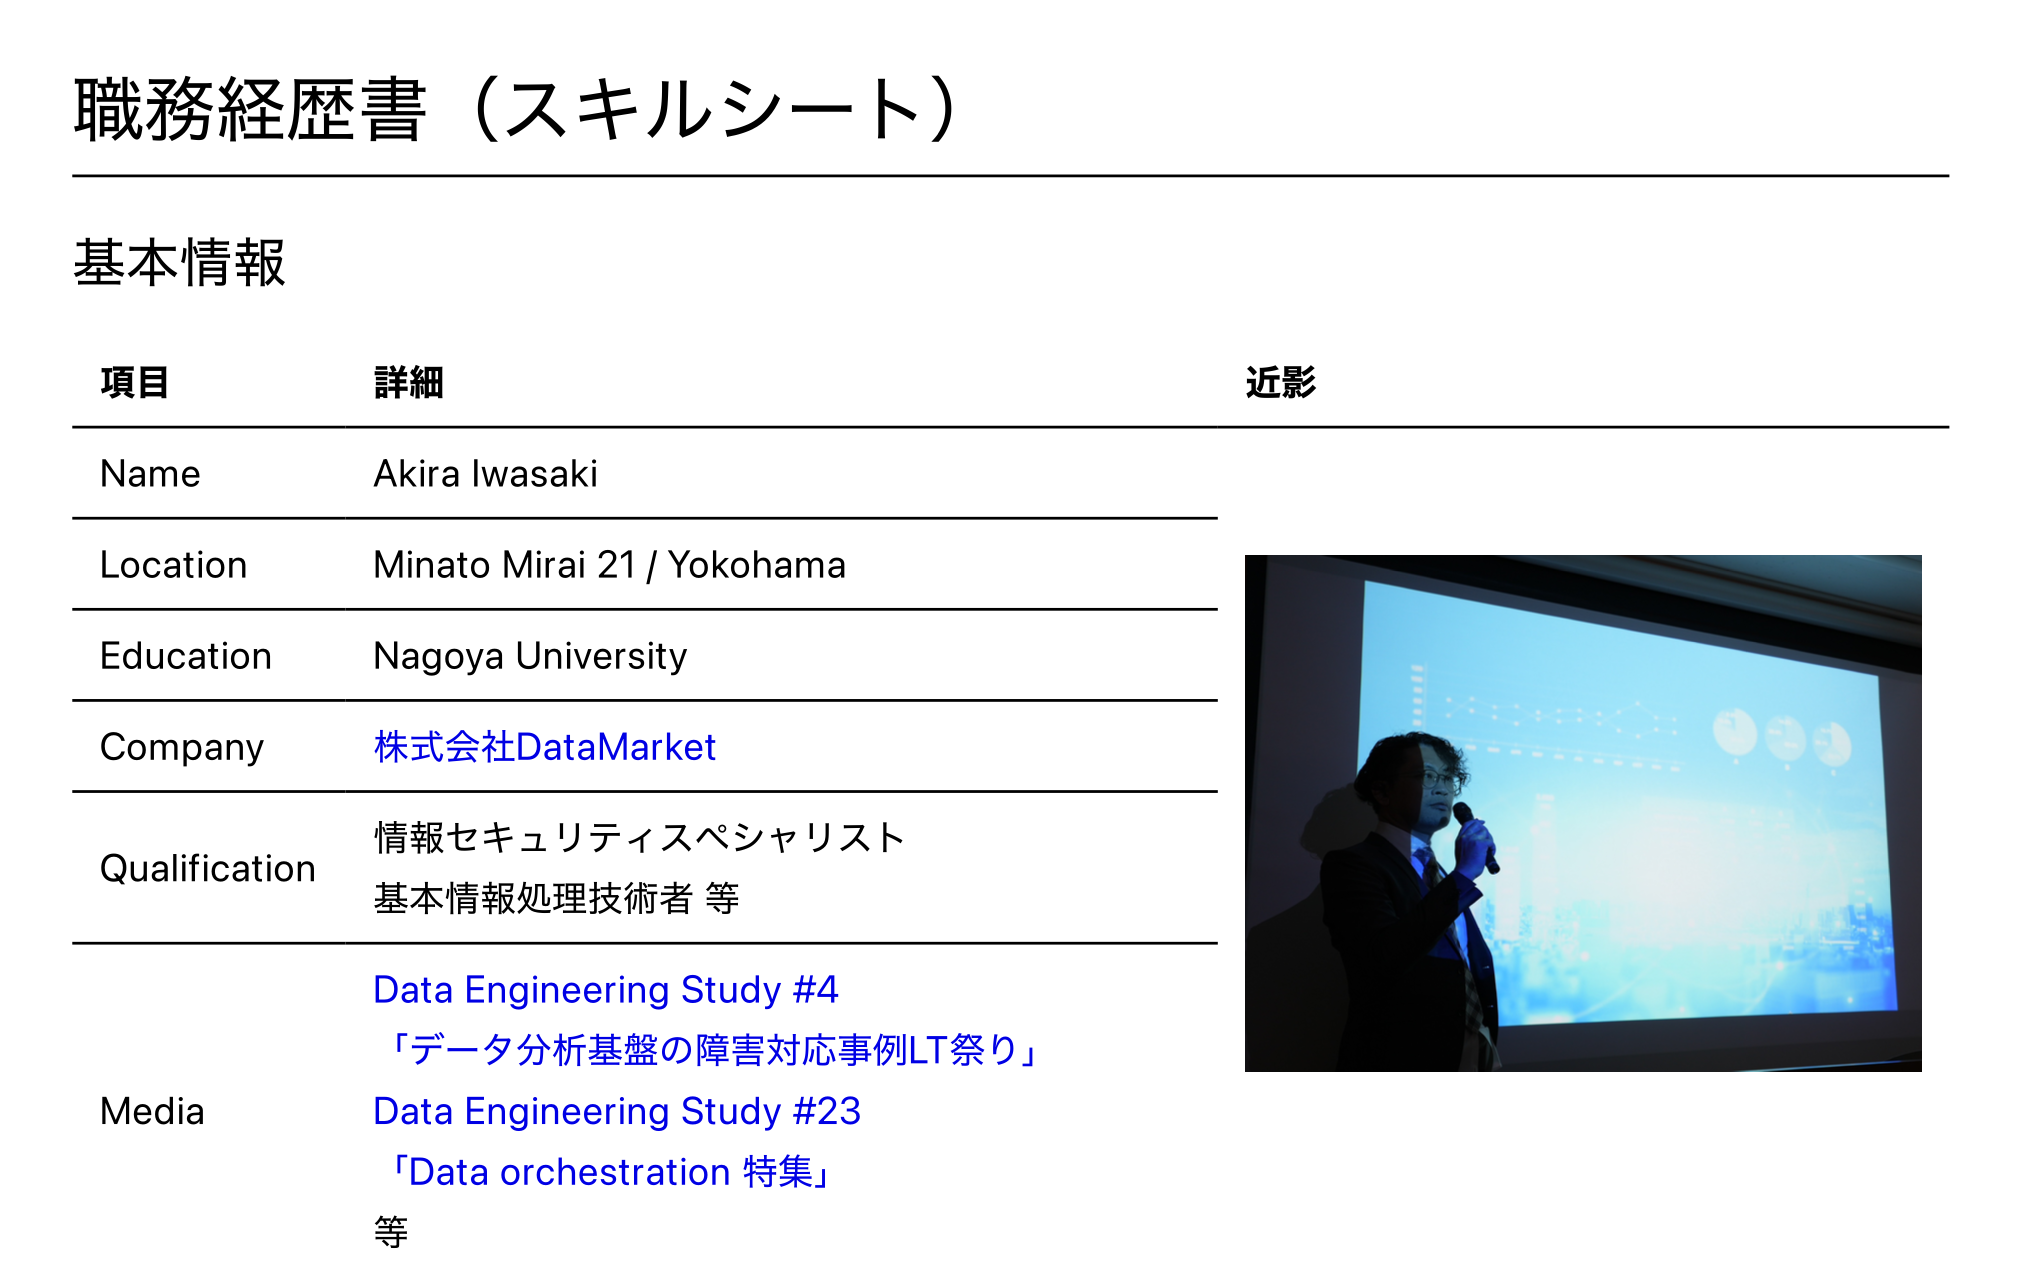 職務経歴書（スキルシート）
基本情報
項目 詳細 近影
Name Akira Iwasaki
Location Minato Mirai 21 / Yokohama
Education Nagoya University
Company 株式会社DataMarket
情報セキュリティスペシャリスト
Qualification
基本情報処理技術者 等
Data Engineering Study #4
「データ分析基盤の障害対応事例LT祭り」
Media Data Engineering Study #23
「Data orchestration 特集」
等